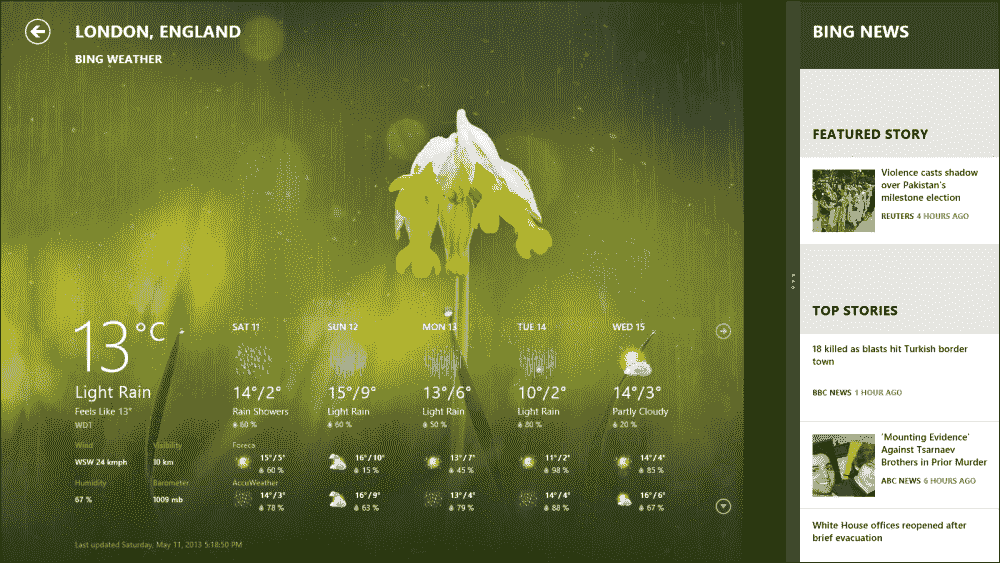 LONDON, ENGLAND
BING WEATHER
13°C
Light Rain
Feels Like 13°
WDT
Wind
Visibility
WSW 24 kmph
10 km
Humidity
Barometer
67 %
1009 mb
SAT 11
SUN 12
MON 13
TUE 14
WED 15
14°/2°
15°/9°
13°/6°
10°/2°
14°/3°
Rain Showers
Light Rain
Light Rain
Light Rain
Partly Cloudy
60 %
60 %
50 %
80 %
20 %
Foreca
15°/5°
16°/10°
13°/7°
11°/2°
14°/4°
60 %
15 %
45 %
98 %
85 %
AccuWeather
14°/3°
16°/9°
13°/4°
14°/4°
16°/6°
78 %
63 %
79 %
88 %
67 %
Last updated Saturday, May 11, 2013 5:18:50 PM
BING NEWS
FEATURED STORY
Violence casts shadow
over Pakistan's
milestone election
REUTERS 4 HOURS AGO
TOP STORIES
18 killed as blasts hit Turkish border
town
BBC NEWS 1 HOUR AGO
'Mounting Evidence'
Against Tsarnaev
Brothers in Prior Murder
ABC NEWS 6 HOURS AGO
White House offices reopened after
brief evacuation